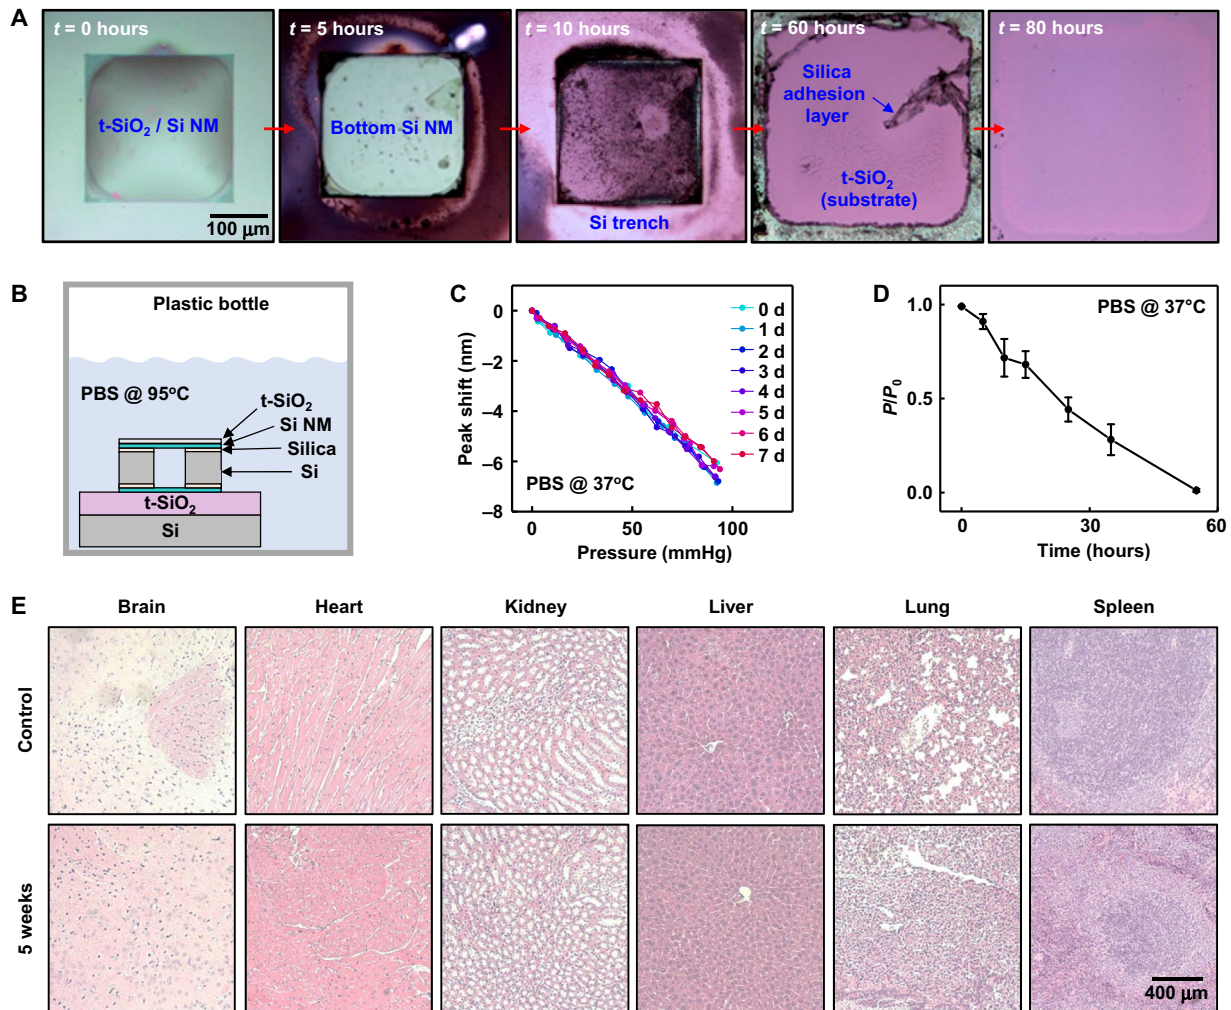 A
t = 0 hours
t = 5 hours
t = 10 hours
t = 60 hours
t = 80 hours
t-SiO₂ / Si NM
Bottom Si NM
Si trench
Silica
adhesion
layer
t-SiO₂
(substrate)
100 μm
B
Plastic bottle
PBS @ 95°C
t-SiO₂
Si NM
Silica
Si
t-SiO₂
Si
C
0
–2
–4
–6
–8
Peak shift (nm)
0 d
1 d
2 d
3 d
4 d
5 d
6 d
7 d
PBS @ 37°C
0
50
100
Pressure (mmHg)
D
1.0
0.5
0.0
P/P₀
PBS @ 37°C
0
30
60
Time (hours)
E
Brain
Heart
Kidney
Liver
Lung
Spleen
Control
5 weeks
400 μm